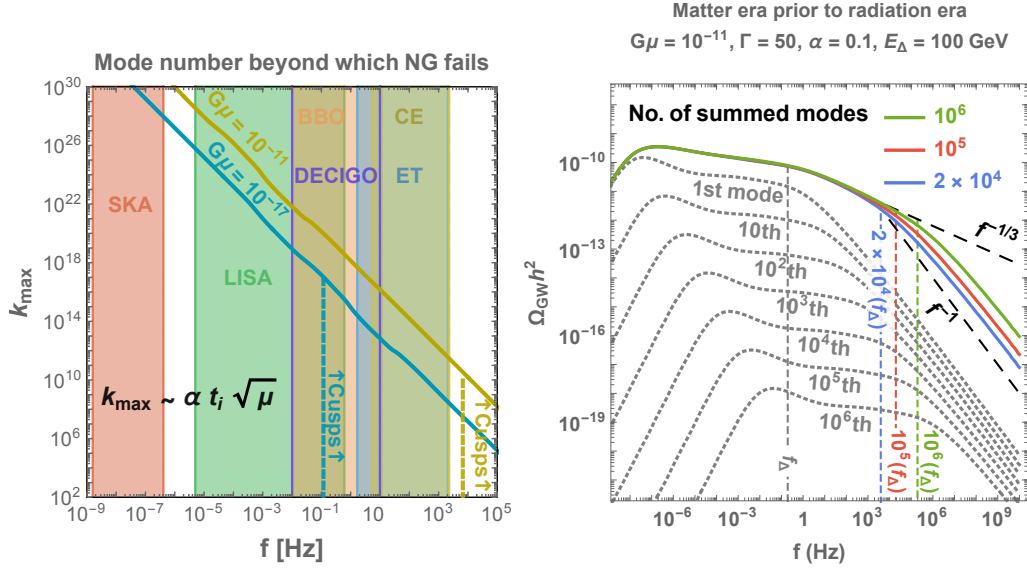 Mode number beyond which NG fails
10^30
10^26
10^22
10^18
10^14
10^10
10^6
10^2
k_max
Gμ = 10^-11
Gμ = 10^-17
BBO
CE
DECIGO
ET
SKA
LISA
k_max ~ α t_i √μ
↑Cusps↑
↑Cusps↑
10^-9
10^-7
10^-5
10^-3
10^-1
10
10^3
10^5
f [Hz]
Matter era prior to radiation era
Gμ = 10^-11, Γ = 50, α = 0.1, E_Δ = 100 GeV
No. of summed modes
10^6
10^5
2 × 10^4
10^-10
10^-13
10^-16
10^-19
Ω_GW h^2
1st mode
10th
10^2th
10^3th
10^4th
10^5th
10^6th
f^-1/3
f^-1
f_Δ
~2 × 10^4(f_Δ)
10^5(f_Δ)
10^6(f_Δ)
10^-6
10^-3
1
10^3
10^6
10^9
f (Hz)